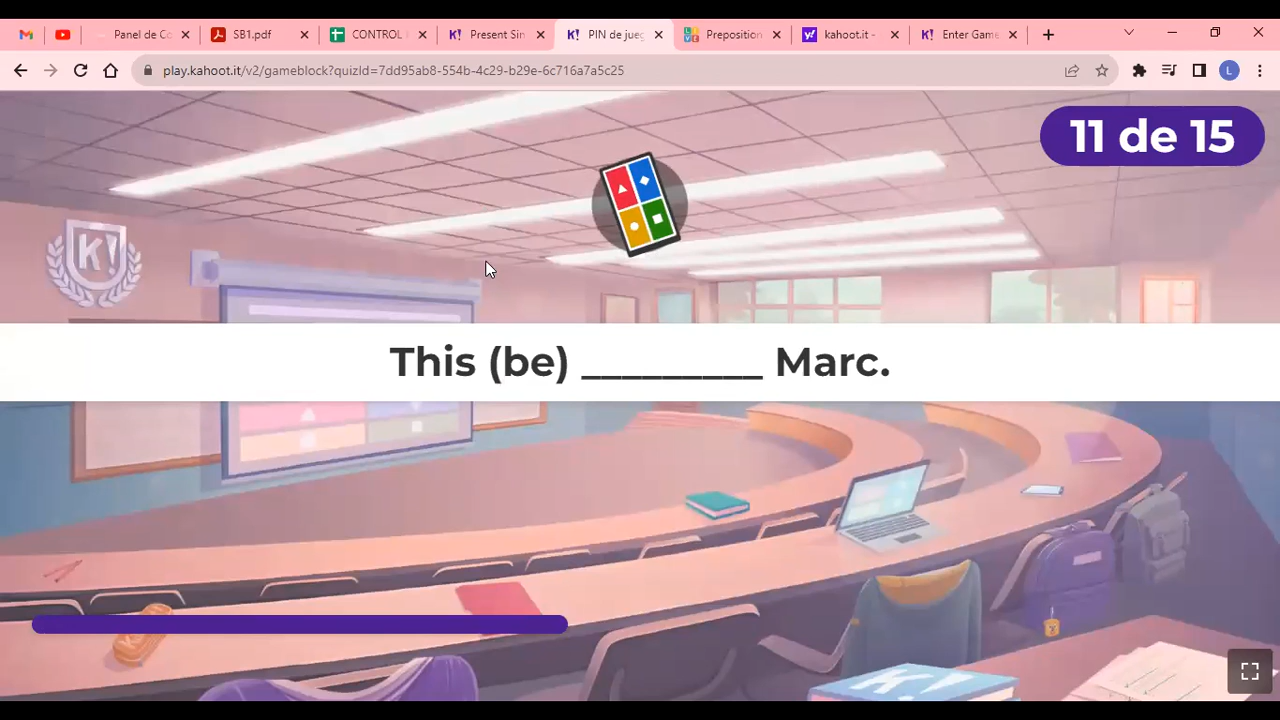 Panel de Co
SB1.pdf
CONTROL
Present Sin
PIN de jueg
Preposition
kahoot.it -
Enter Game
play.kahoot.it/v2/gameblock?quizId=7dd95ab8-554b-4c29-b29e-6c716a7a5c25
L
11 de 15
K!
This (be) _________ Marc.
K!